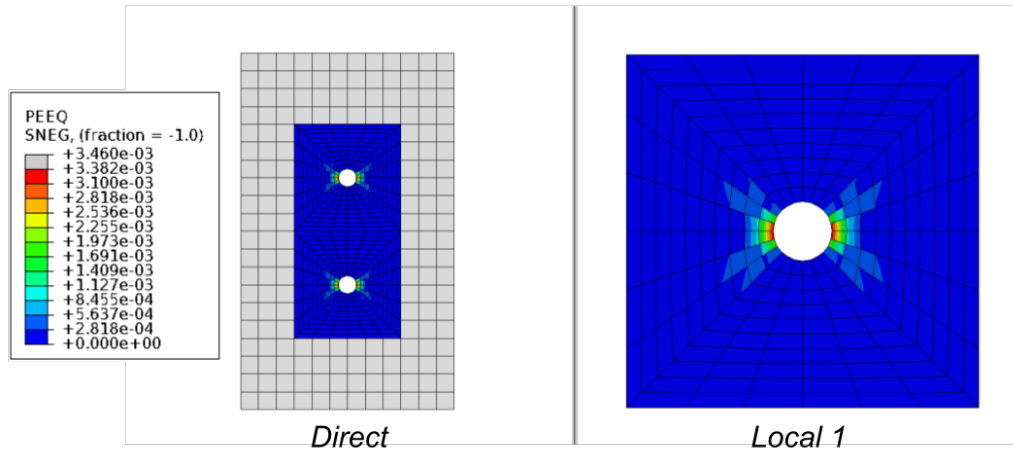 PEEQ
SNEG, (fraction = -1.0)
+3.460e-03
+3.382e-03
+3.100e-03
+2.818e-03
+2.536e-03
+2.255e-03
+1.973e-03
+1.691e-03
+1.409e-03
+1.127e-03
+8.455e-04
+5.637e-04
+2.818e-04
+0.000e+00
Direct
Local 1